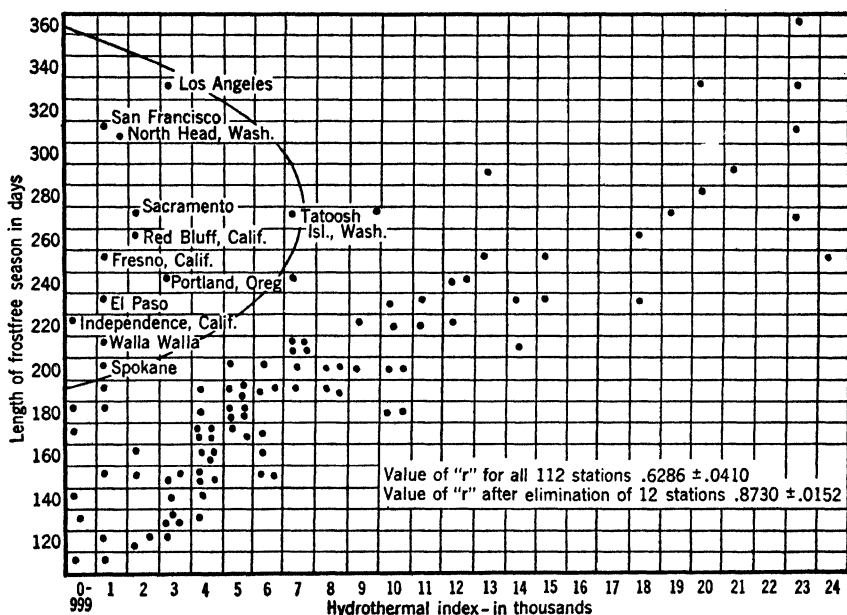 Length of frostfree season in days
360
340
320
300
280
260
240
220
200
180
160
140
120
Los Angeles
San Francisco
North Head, Wash.
Sacramento
Tatoosh
Isl., Wash.
Red Bluff, Calif.
Fresno, Calif.
Portland, Oreg
El Paso
Independence, Calif.
Walla Walla
Spokane
Value of "r" for all 112 stations .6286 ±.0410
Value of "r" after elimination of 12 stations .8730 ±.0152
0-999 1 2 3 4 5 6 7 8 9 10 11 12 13 14 15 16 17 18 19 20 21 22 23 24
Hydrothermal index-in thousands